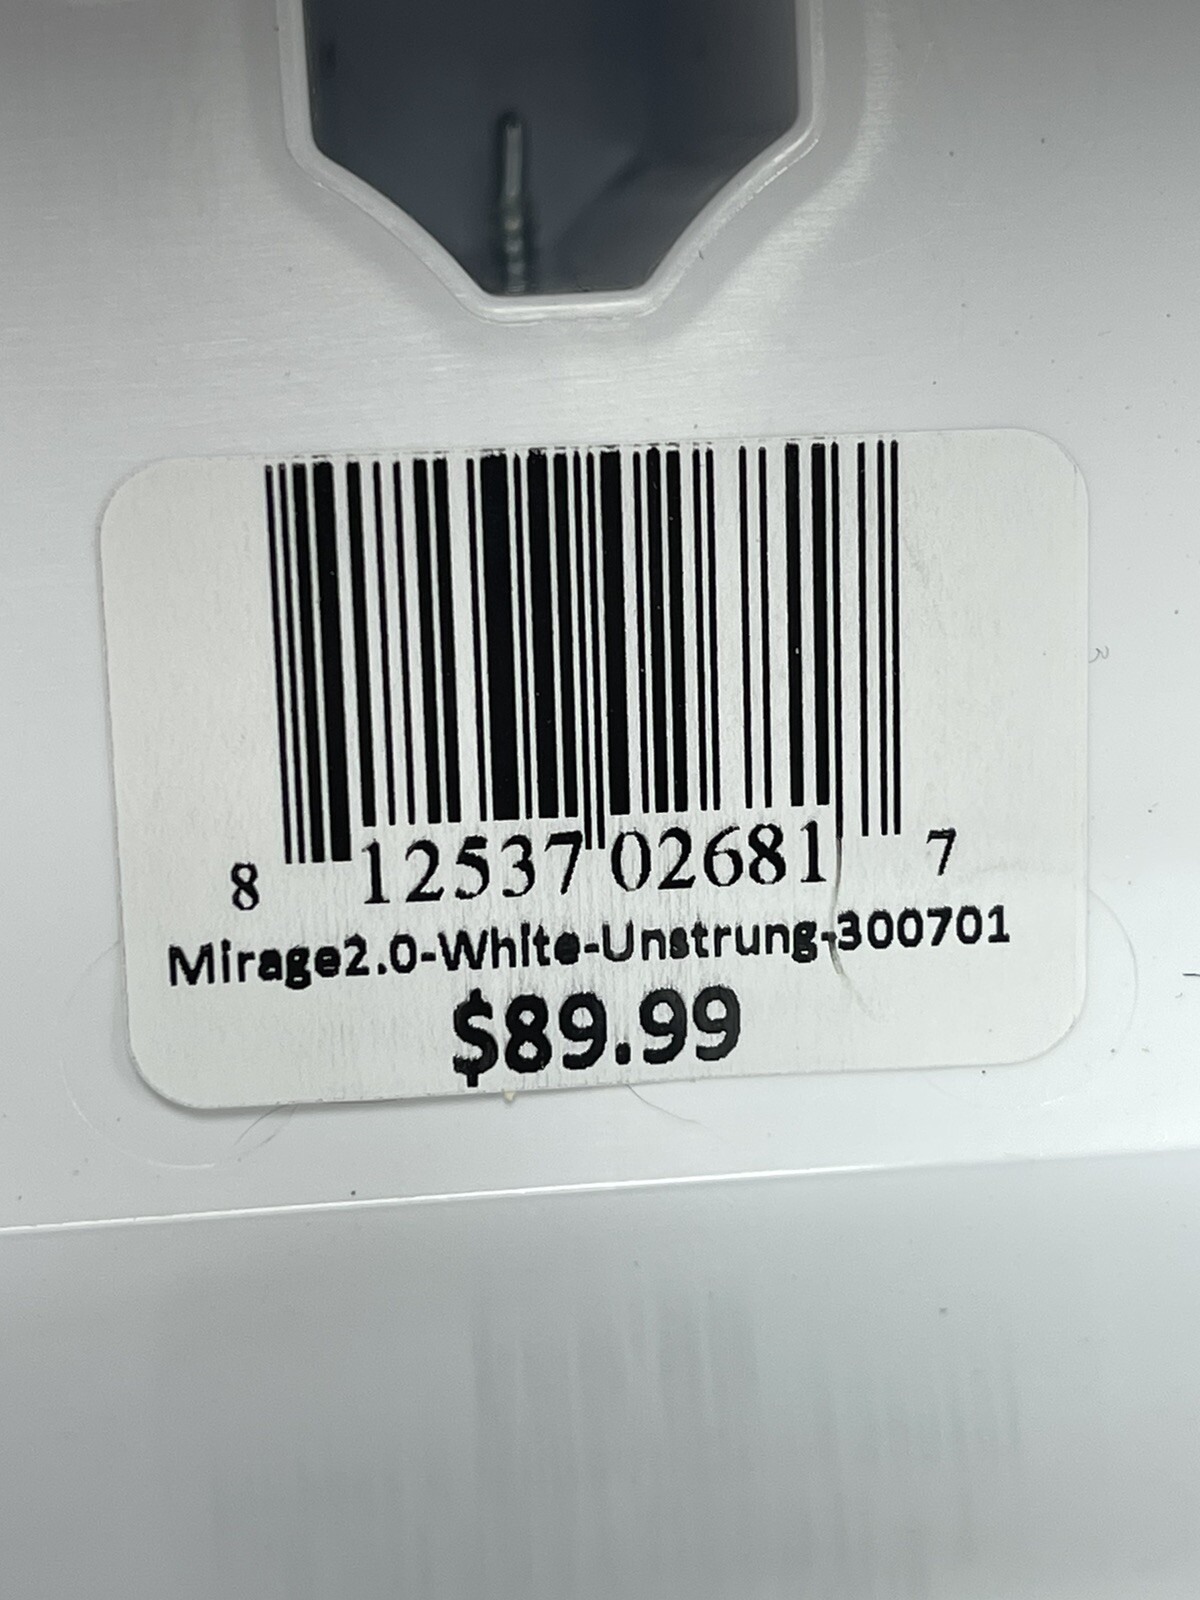 8 12537 02681 7
Mirage2.0-White-Unstrung-300701
$89.99